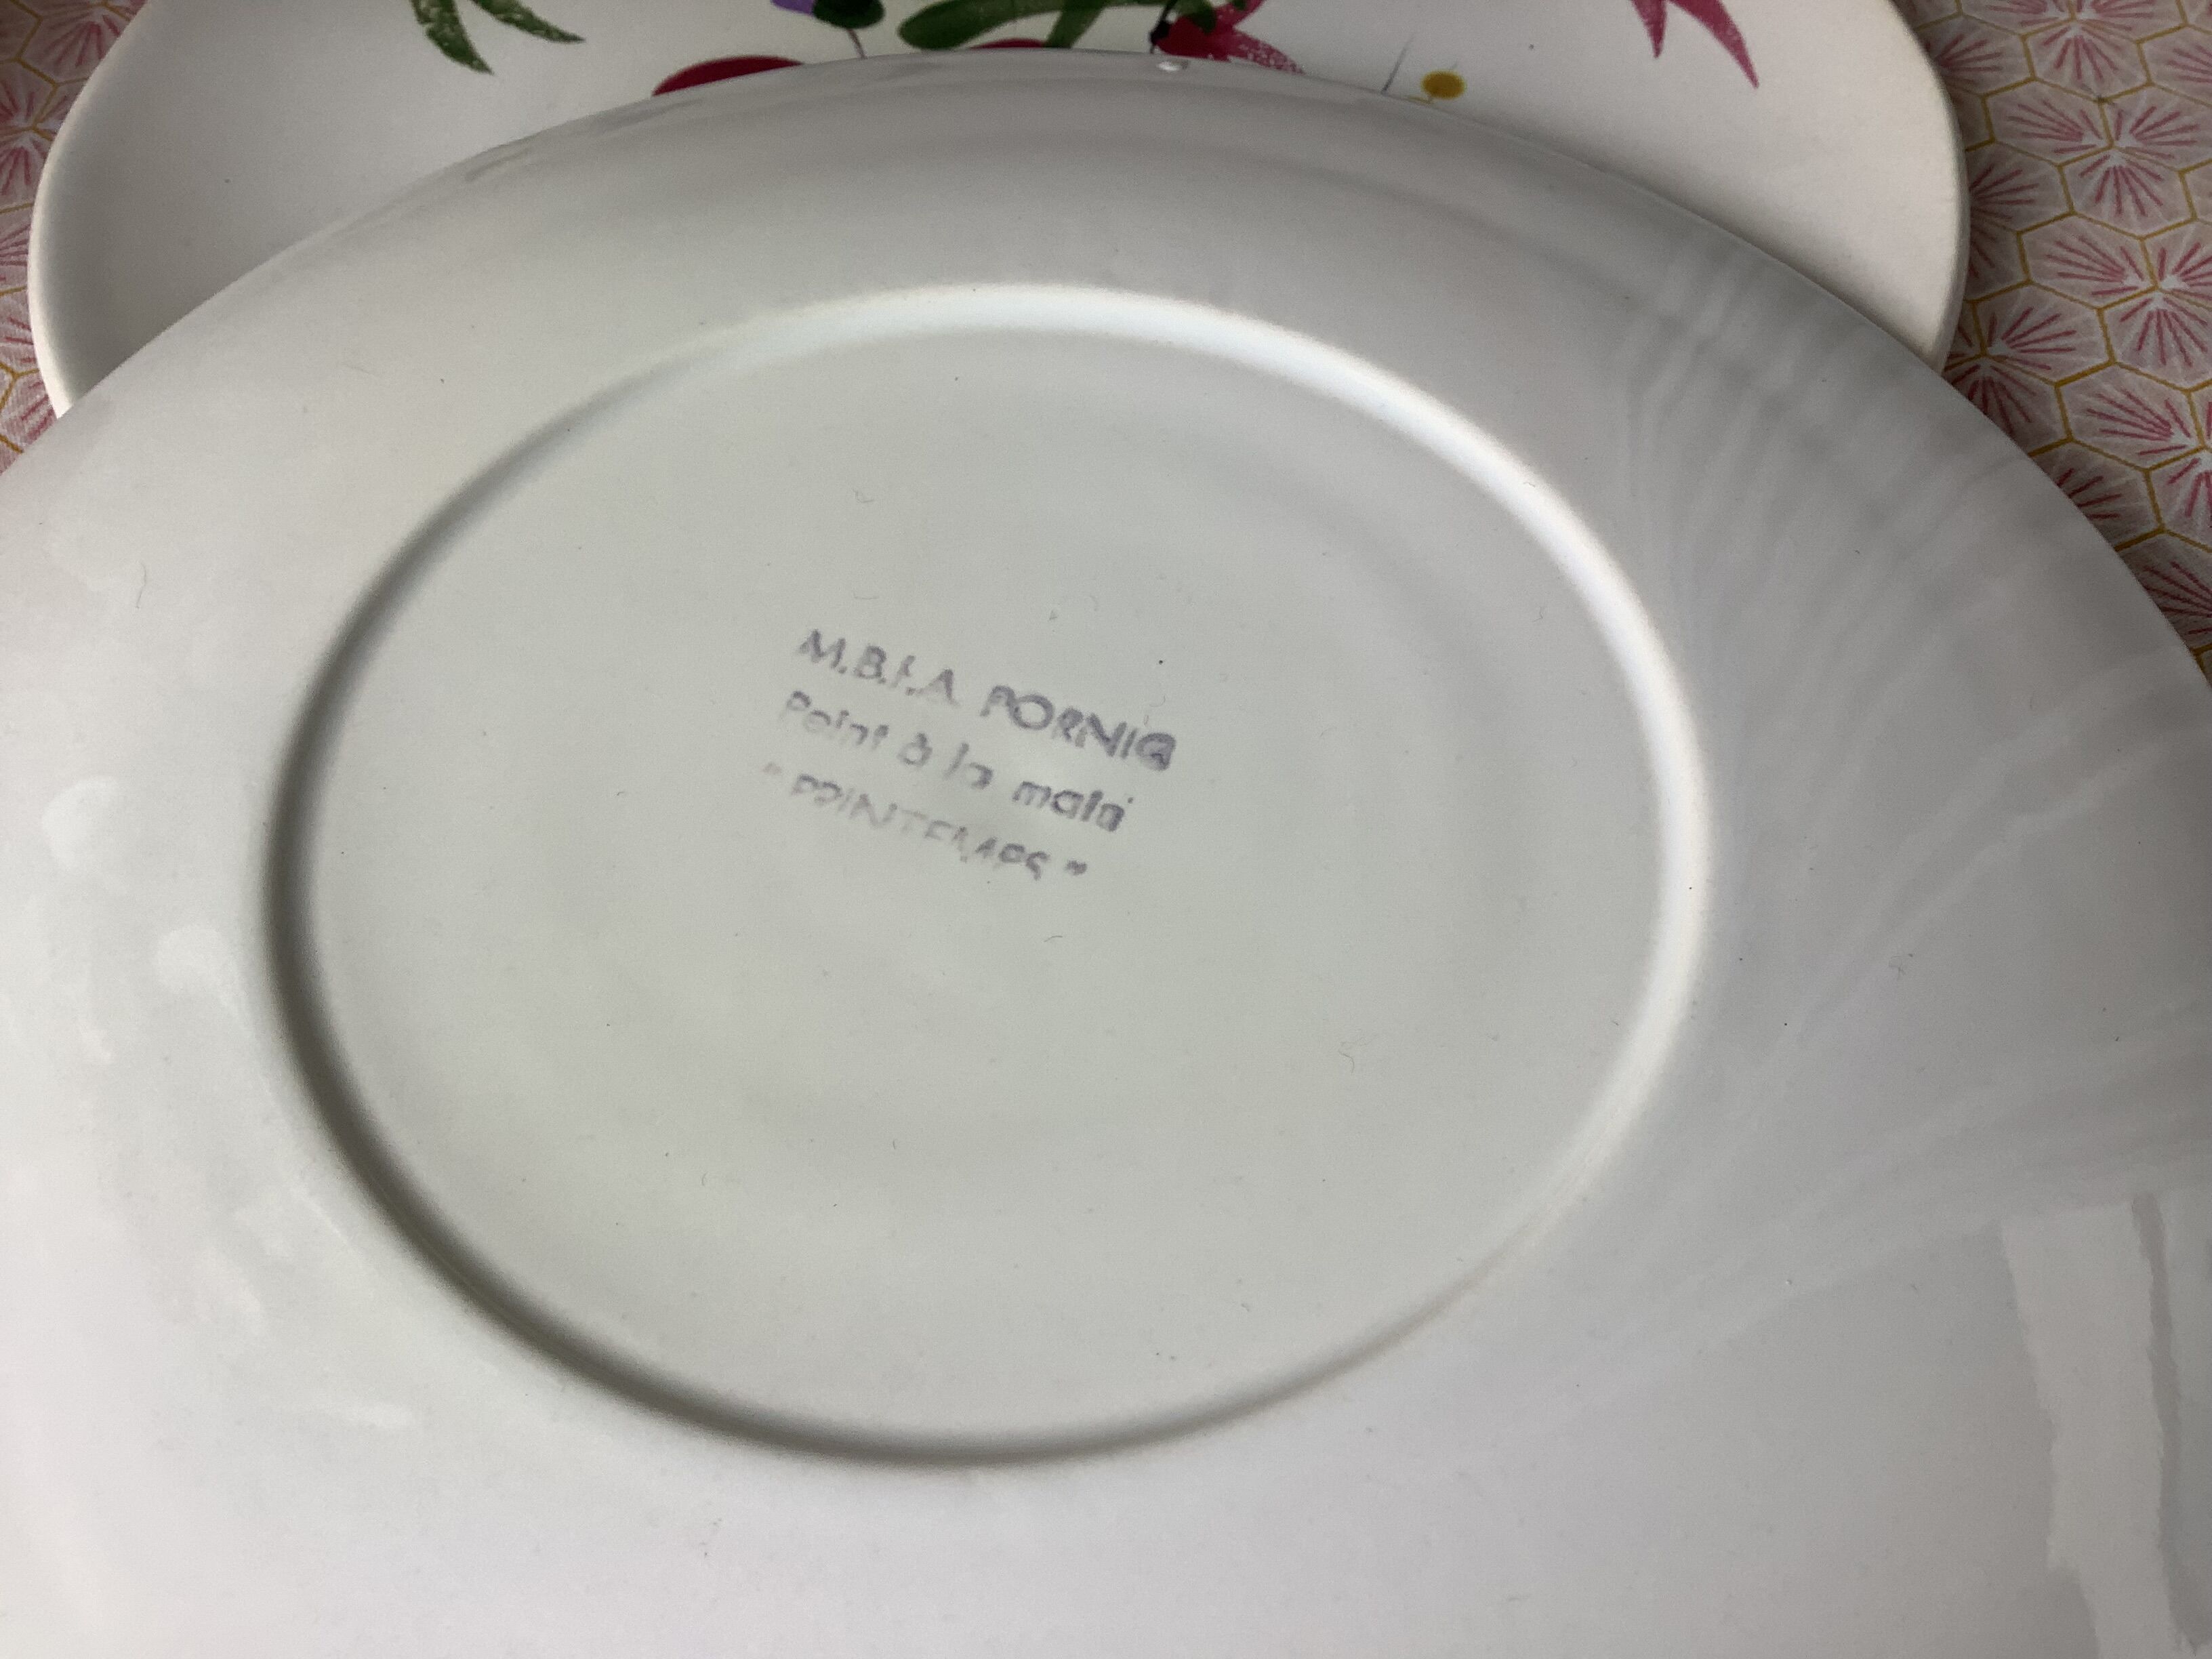 M.B.F.A PORNIC
Peint à la main
" PRINTEMPS "